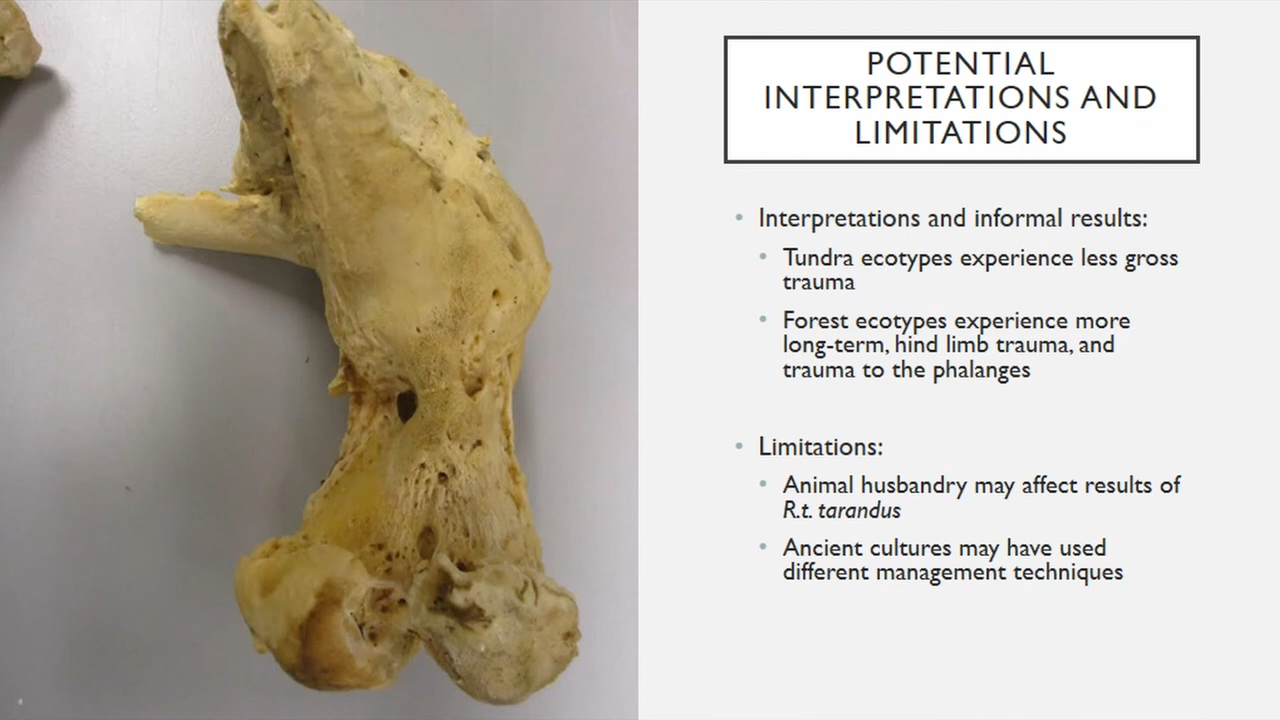 POTENTIAL
INTERPRETATIONS AND
LIMITATIONS
• Interpretations and informal results:
• Tundra ecotypes experience less gross
trauma
• Forest ecotypes experience more
long-term, hind limb trauma, and
trauma to the phalanges
• Limitations:
• Animal husbandry may affect results of
R.t. tarandus
• Ancient cultures may have used
different management techniques